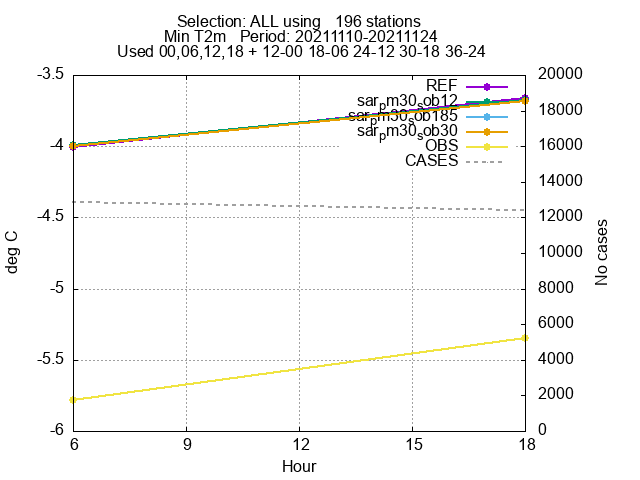 Selection: ALL using   196 stations
Min T2m   Period: 20211110-20211124
Used 00,06,12,18 + 12-00 18-06 24-12 30-18 36-24
-3.5
-4
-4.5
-5
-5.5
-6
deg C
20000
18000
16000
14000
12000
10000
8000
6000
4000
2000
0
No cases
REF
sarpm30sob12
sarpm30sob185
sarpm30sob30
OBS
CASES
6 9 12 15 18
Hour